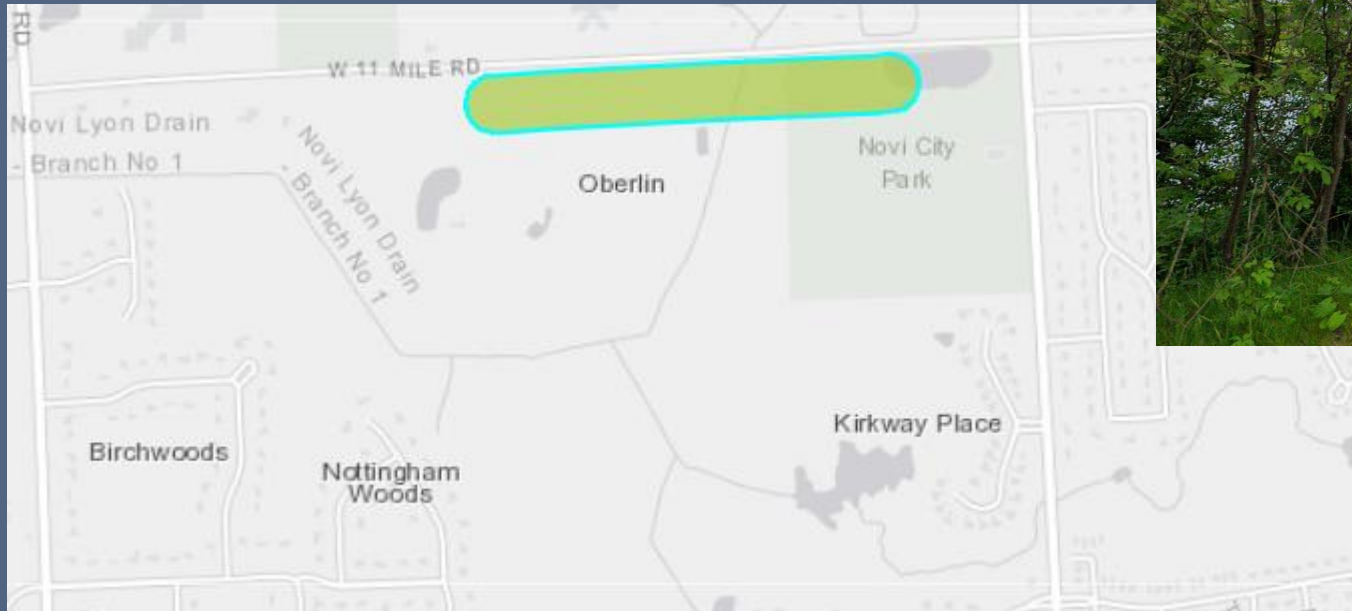 RD
W 11 MILE RD
Novi Lyon Drain
- Branch No 1
Novi Lyon Drain
- Branch No 1
Novi City
Park
Oberlin
Kirkway Place
Birchwoods
Nottingham
Woods